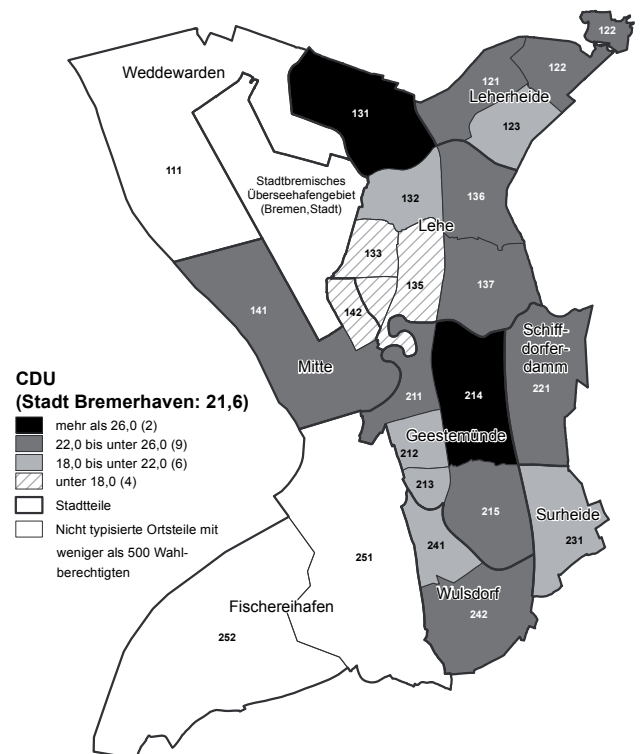 122
Weddewarden
121
122
Leherheide
131
123
111
Stadtbremisches
Überseehafengebiet
(Bremen,Stadt)
132
136
Lehe
133
135
137
141
142
Schiff-
dorfer-
damm
Mitte
CDU
(Stadt Bremerhaven: 21,6)
mehr als 26,0 (2)
22,0 bis unter 26,0 (9)
18,0 bis unter 22,0 (6)
unter 18,0 (4)
Stadtteile
Nicht typisierte Ortsteile mit
weniger als 500 Wahl-
berechtigten
211
214
221
Geestemünde
212
213
215
Surheide
231
241
251
Wulsdorf
242
Fischereihafen
252